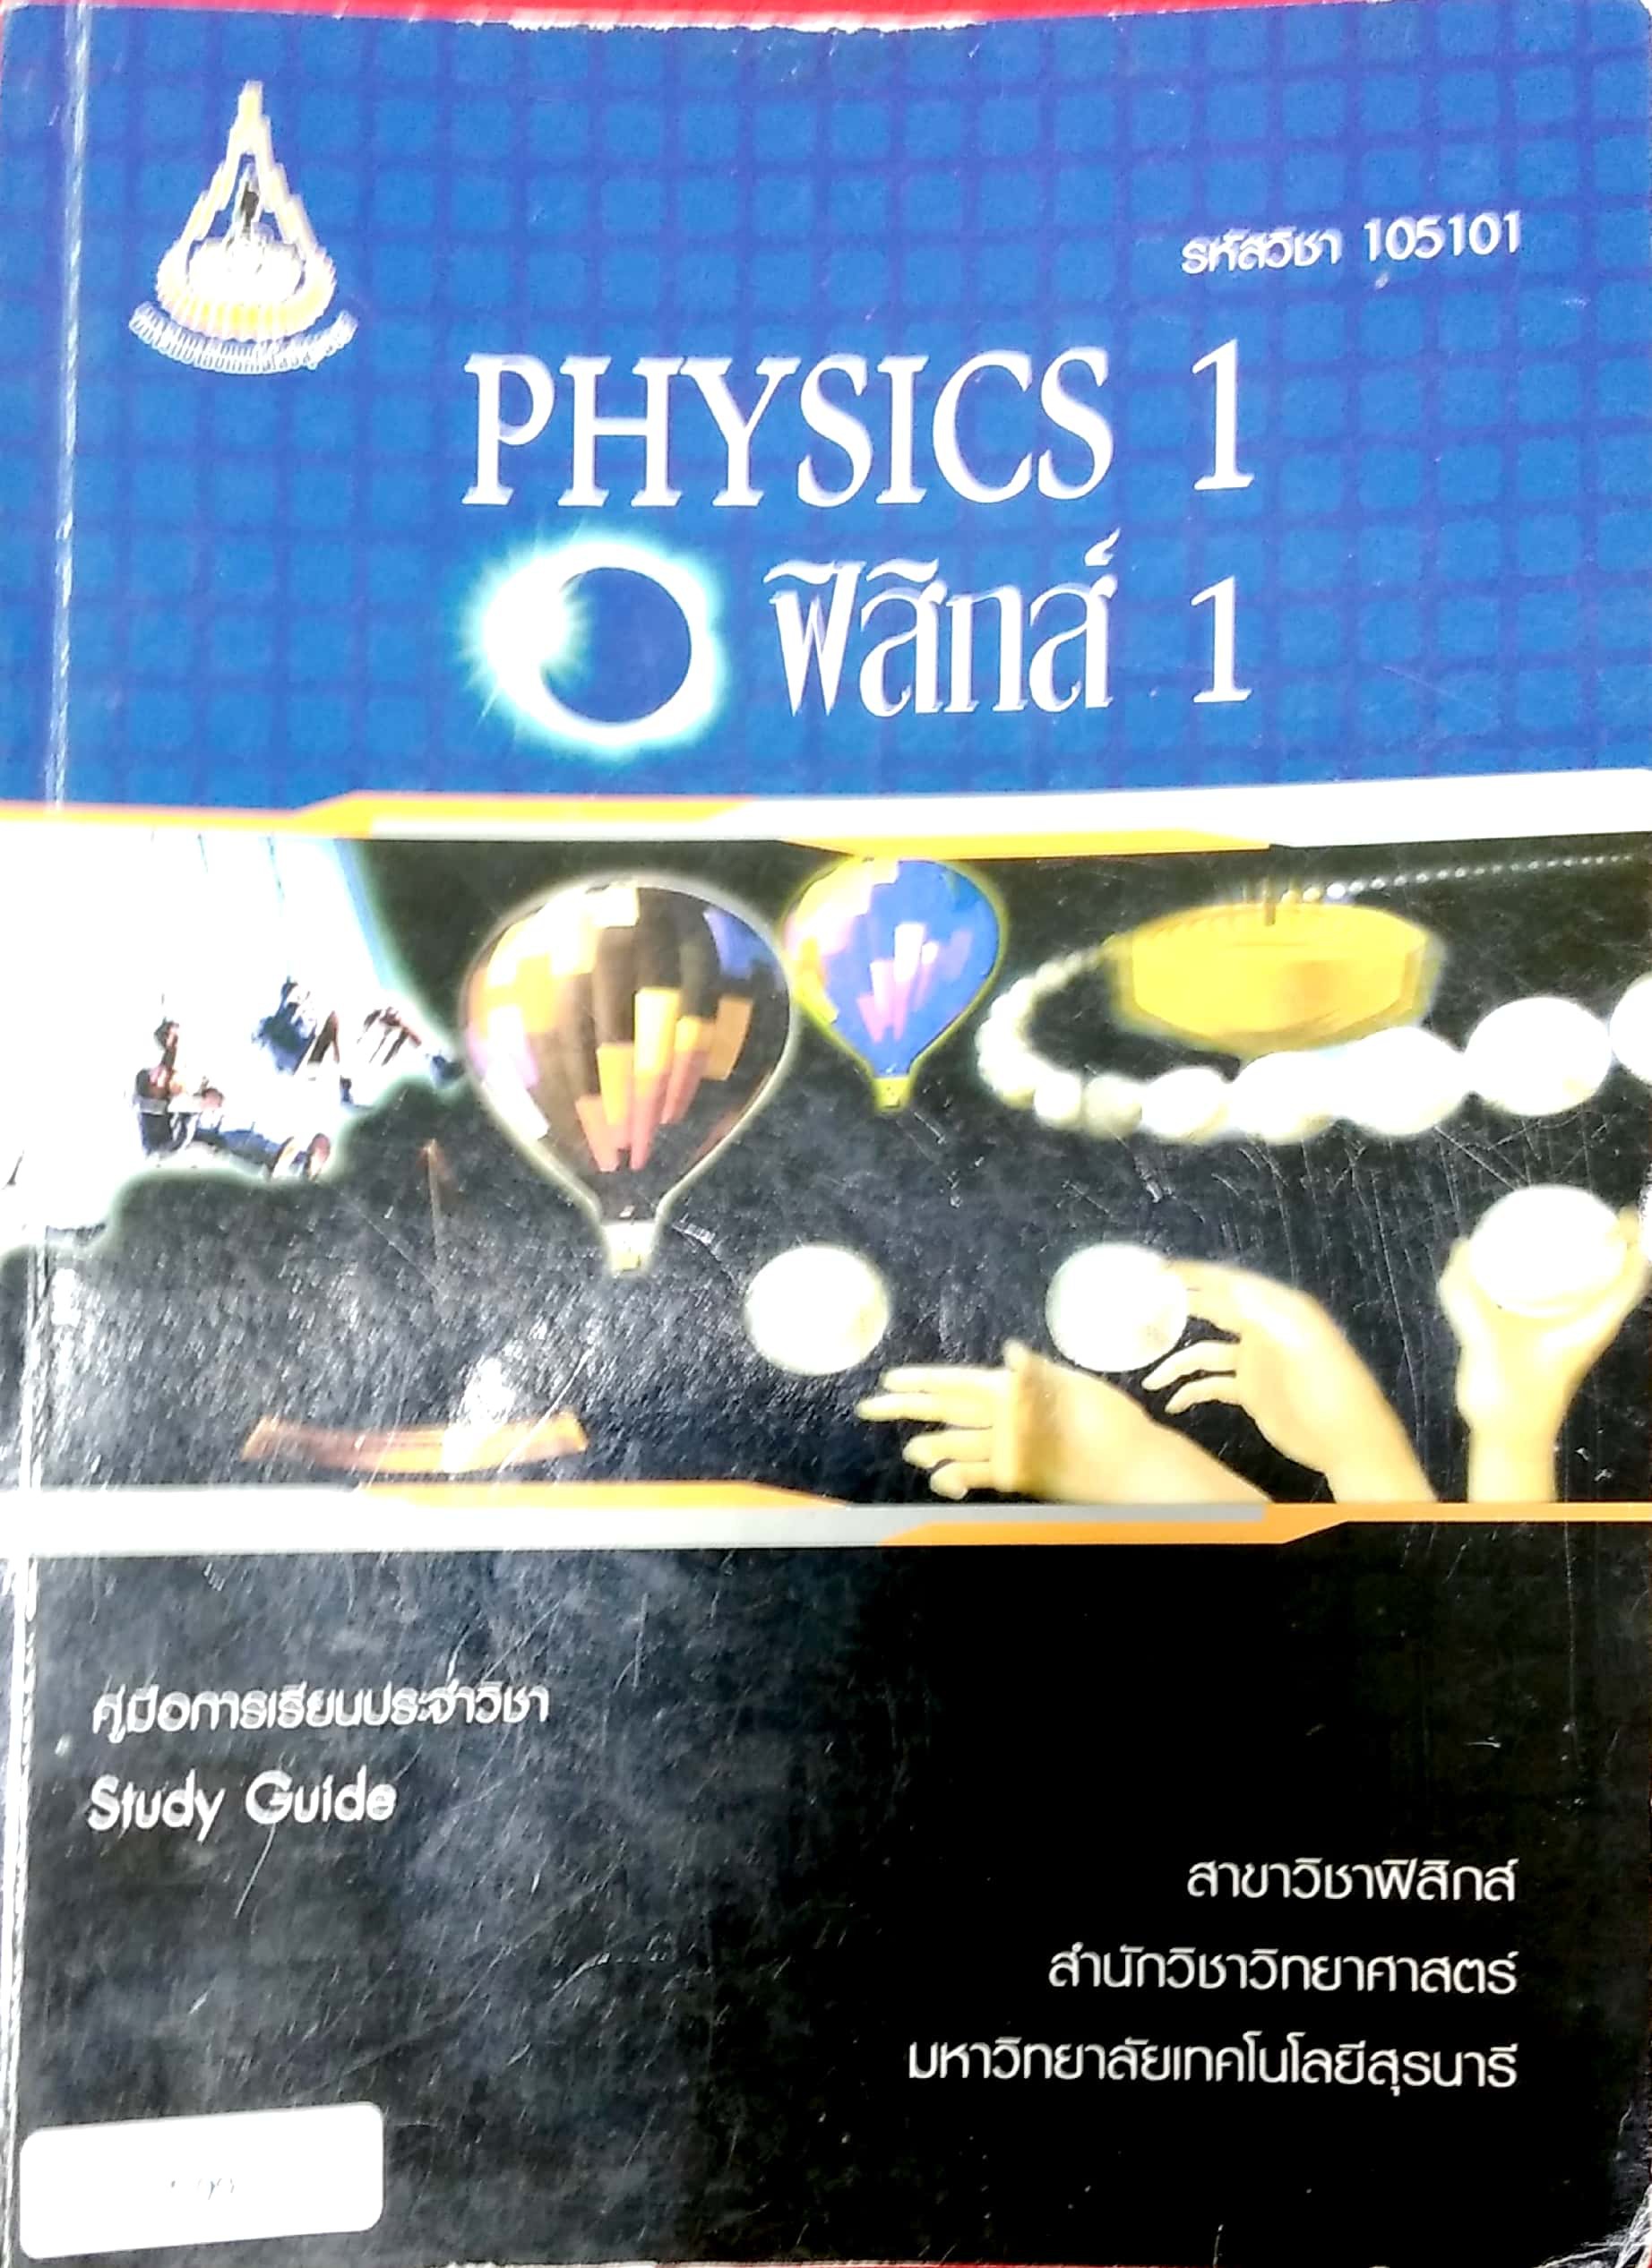 รหัสวิชา 105101
PHYSICS 1
ฟิสิกส์ 1
คู่มือการเรียนประจำวิชา
Study Guide
สาขาวิชาฟิสิกส์
สำนักวิชาวิทยาศาสตร์
มหาวิทยาลัยเทคโนโลยีสุรนารี